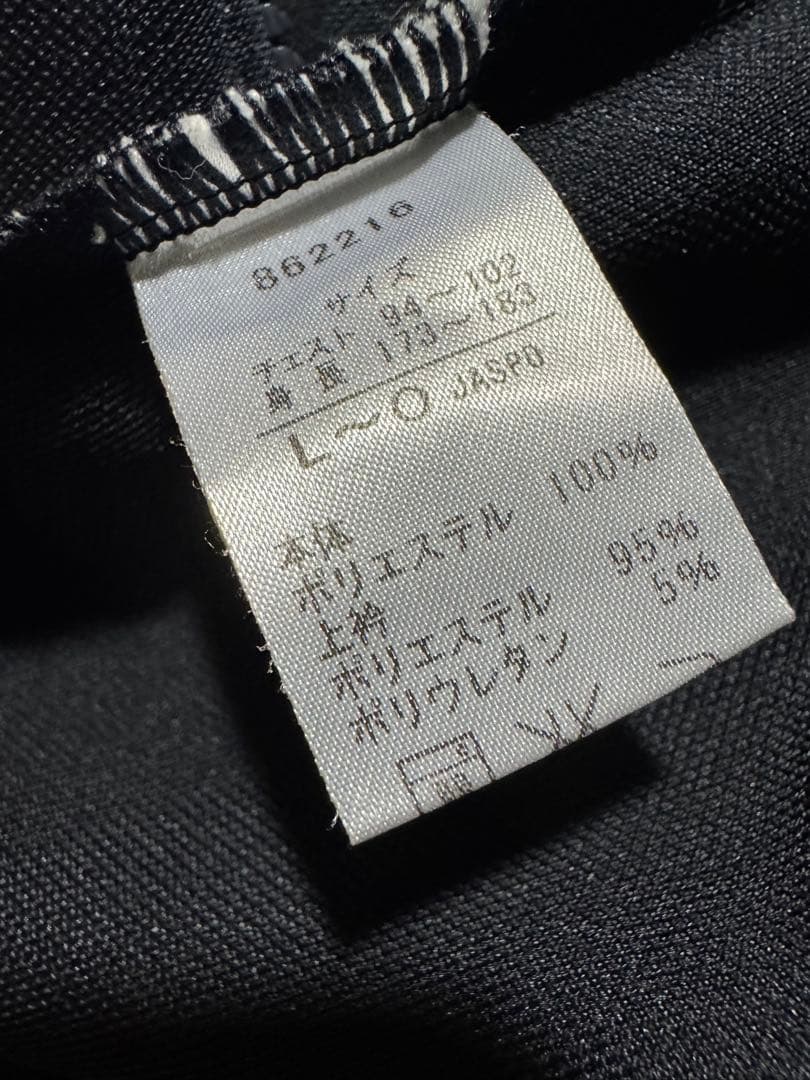 862216
サイズ
チェスト 94～102
身長 173～183
L～O JASPO
本体
ポリエステル 100%
上衿
ポリエステル 95%
ポリウレタン 5%